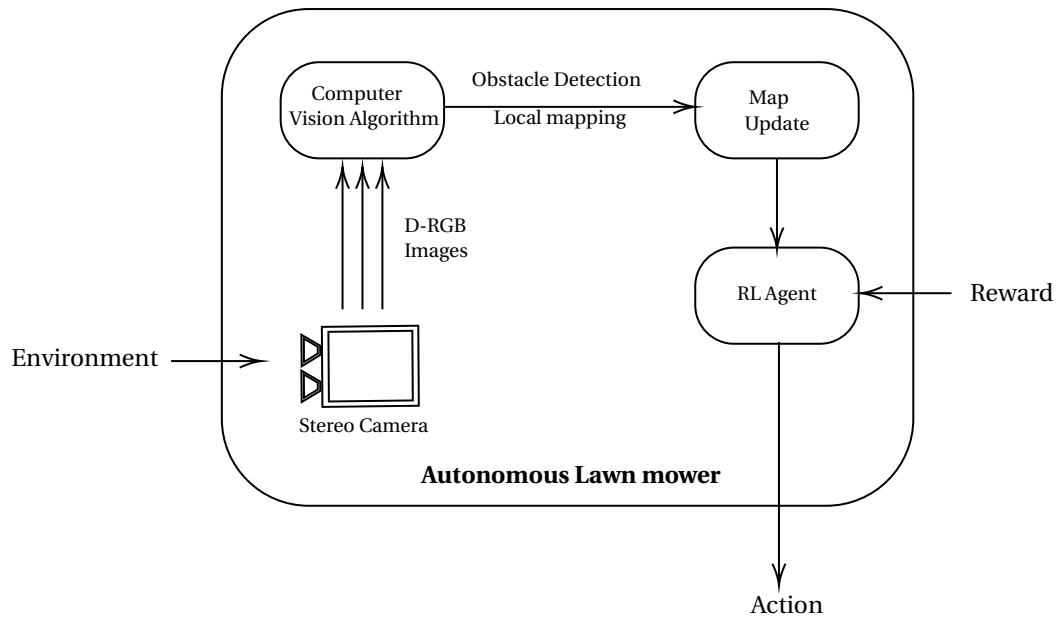 Computer
Vision Algorithm
Obstacle Detection
Local mapping
Map
Update
D-RGB
Images
RL Agent
Reward
Environment
Stereo Camera
Autonomous Lawn mower
Action